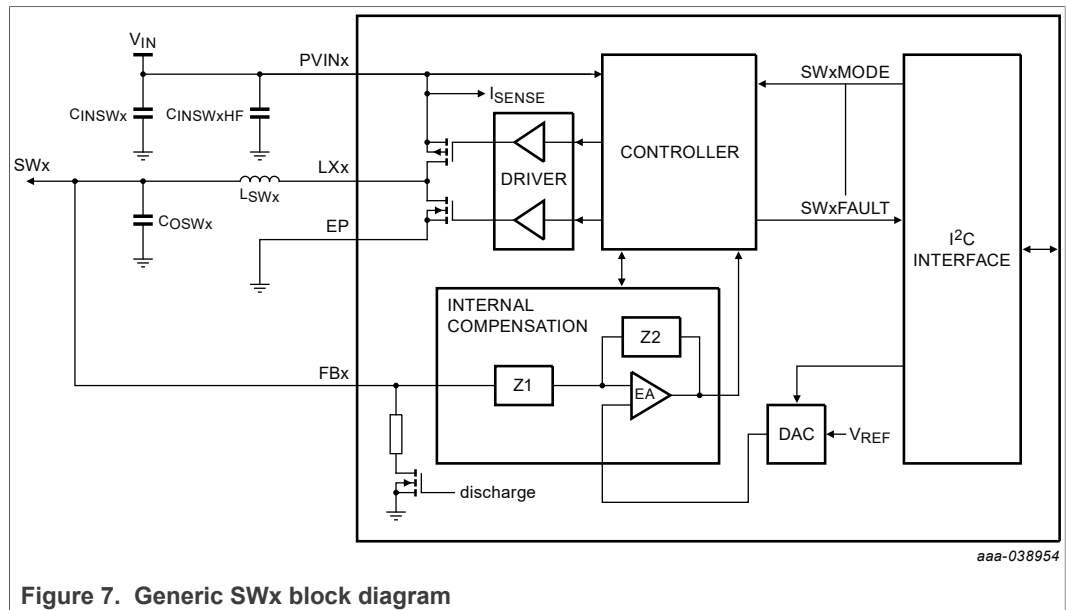 VIN
PVINx
ISENSE
CINSWx
CINSWxHF
SWx
LXx
LSWx
COSWx
EP
DRIVER
CONTROLLER
SWxMODE
SWxFAULT
I2C
INTERFACE
INTERNAL
COMPENSATION
Z2
Z1
EA
FBx
DAC
VREF
discharge
aaa-038954
Figure 7. Generic SWx block diagram